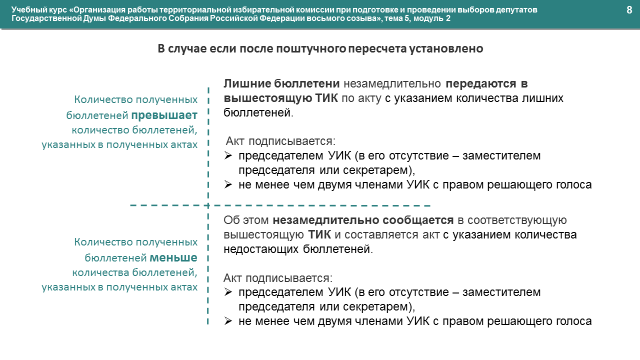 Учебный курс «Организация работы территориальной избирательной комиссии при подготовке и проведении выборов депутатов
Государственной Думы Федерального Собрания Российской Федерации восьмого созыва», тема 5, модуль 2
8
В случае если после поштучного пересчета установлено
Количество полученных
бюллетеней превышает
количество бюллетеней,
указанных в полученных актах
Лишние бюллетени незамедлительно передаются в
вышестоящую ТИК по акту с указанием количества лишних
бюллетеней.
Акт подписывается:
➢ председателем УИК (в его отсутствие – заместителем
председателя или секретарем),
➢ не менее чем двумя членами УИК с правом решающего голоса
Количество полученных
бюллетеней меньше
количества бюллетеней,
указанных в полученных актах
Об этом незамедлительно сообщается в соответствующую
вышестоящую ТИК и составляется акт с указанием количества
недостающих бюллетеней.
Акт подписывается:
➢ председателем УИК (в его отсутствие – заместителем
председателя или секретарем),
➢ не менее чем двумя членами УИК с правом решающего голоса